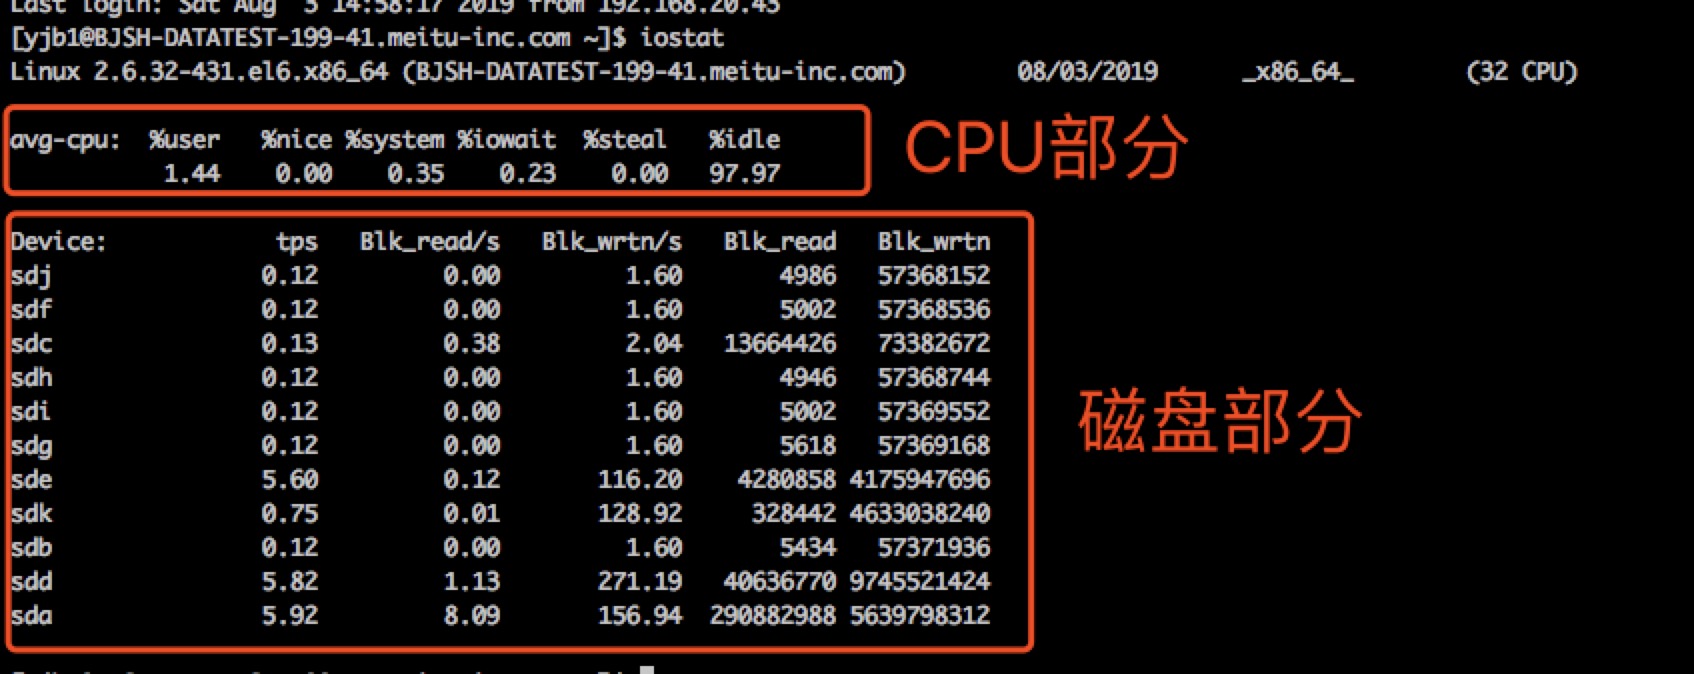 Last login: Sat Aug  3 14:58:17 2019 from 192.168.20.43
[yjb1@BJSH-DATATEST-199-41.meitu-inc.com ~]$ iostat
Linux 2.6.32-431.el6.x86_64 (BJSH-DATATEST-199-41.meitu-inc.com) 08/03/2019 _x86_64_ (32 CPU)
avg-cpu: %user %nice %system %iowait %steal %idle
1.44 0.00 0.35 0.23 0.00 97.97
CPU部分
Device: tps Blk_read/s Blk_wrtn/s Blk_read Blk_wrtn
sdj 0.12 0.00 1.60 4986 57368152
sdf 0.12 0.00 1.60 5002 57368536
sdc 0.13 0.38 2.04 13664426 73382672
sdh 0.12 0.00 1.60 4946 57368744
sdi 0.12 0.00 1.60 5002 57369552
sdg 0.12 0.00 1.60 5618 57369168
sde 5.60 0.12 116.20 4280858 4175947696
sdk 0.75 0.01 128.92 328442 4633038240
sdb 0.12 0.00 1.60 5434 57371936
sdd 5.82 1.13 271.19 40636770 9745521424
sda 5.92 8.09 156.94 290882988 5639798312
磁盘部分